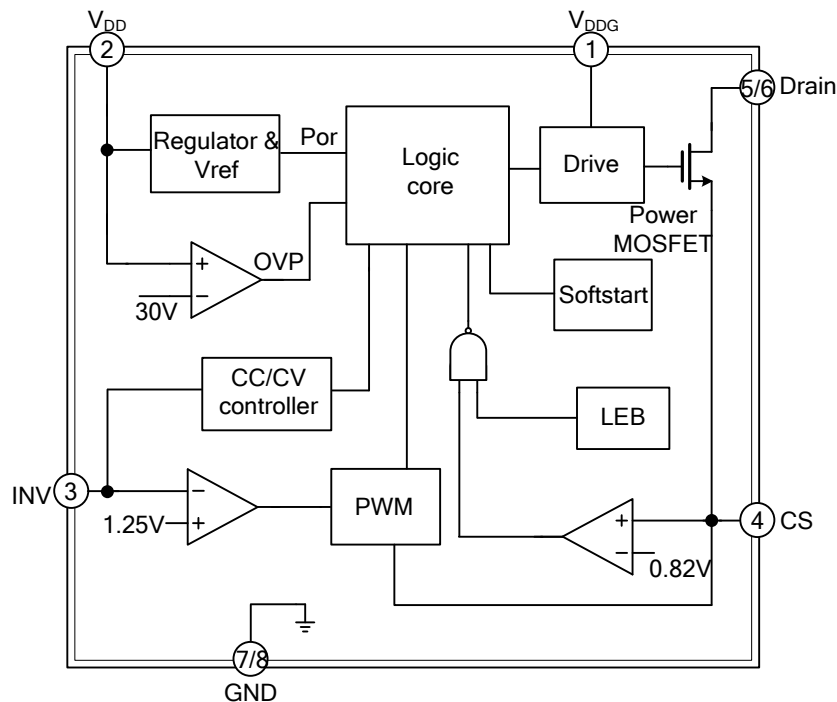 VDD
VDDG
2
1
5/6
Drain
Regulator &
Vref
Por
Logic
core
Drive
Power
MOSFET
+
OVP
−
30V
Softstart
CC/CV
controller
LEB
INV
3
−
1.25V
+
PWM
+
4
CS
−
0.82V
7/8
GND